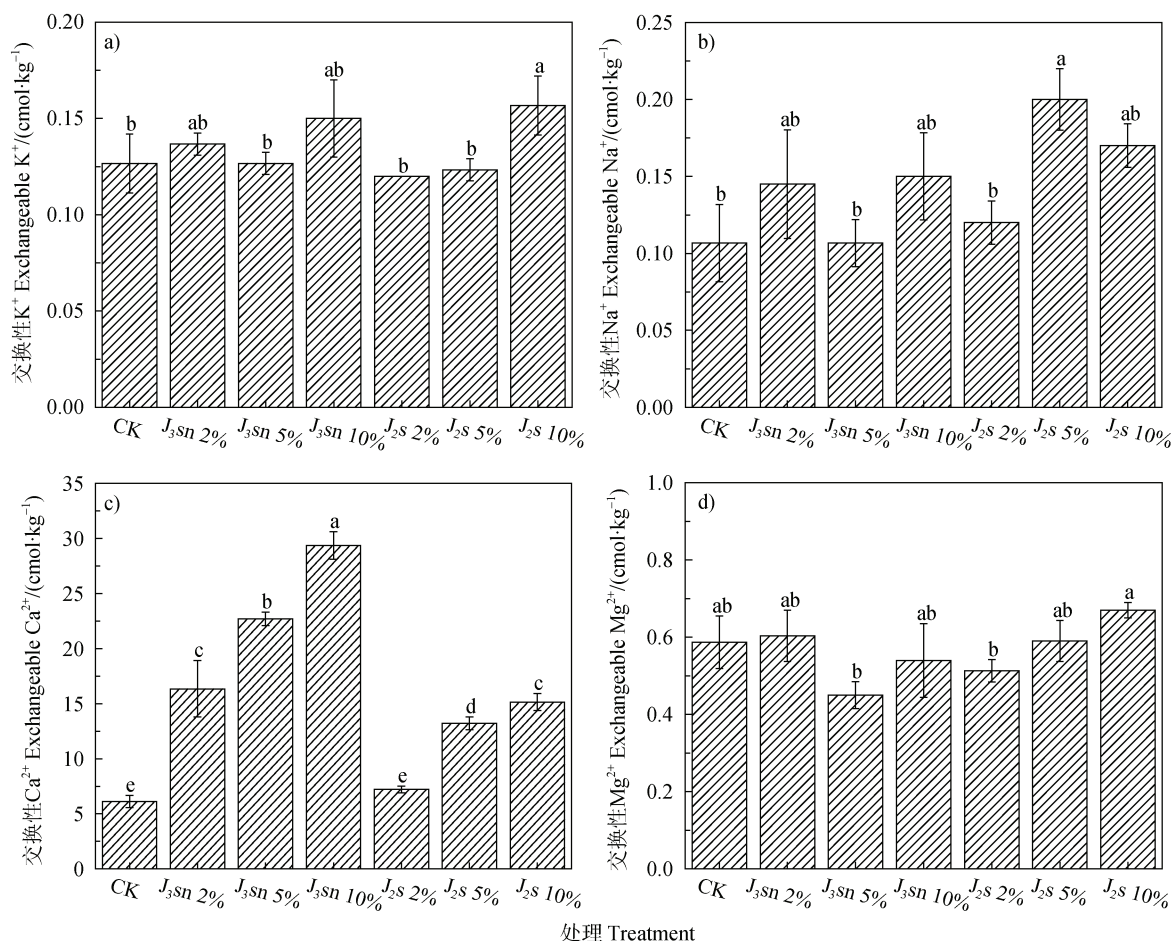 a)
交换性K⁺ Exchangeable K⁺/(cmol·kg⁻¹)
0.20
0.15
0.10
0.05
0.00
b
ab
b
ab
b
b
a
CK
J₃sn 2%
J₃sn 5%
J₃sn 10%
J₂s 2%
J₂s 5%
J₂s 10%
b)
交换性Na⁺ Exchangeable Na⁺/(cmol·kg⁻¹)
0.25
0.20
0.15
0.10
0.05
0.00
b
ab
b
ab
b
a
ab
CK
J₃sn 2%
J₃sn 5%
J₃sn 10%
J₂s 2%
J₂s 5%
J₂s 10%
c)
交换性Ca²⁺ Exchangeable Ca²⁺/(cmol·kg⁻¹)
35
30
25
20
15
10
5
0
e
c
b
a
e
d
c
CK
J₃sn 2%
J₃sn 5%
J₃sn 10%
J₂s 2%
J₂s 5%
J₂s 10%
d)
交换性Mg²⁺ Exchangeable Mg²⁺/(cmol·kg⁻¹)
1.0
0.8
0.6
0.4
0.2
0.0
ab
ab
b
ab
b
ab
a
CK
J₃sn 2%
J₃sn 5%
J₃sn 10%
J₂s 2%
J₂s 5%
J₂s 10%
处理 Treatment